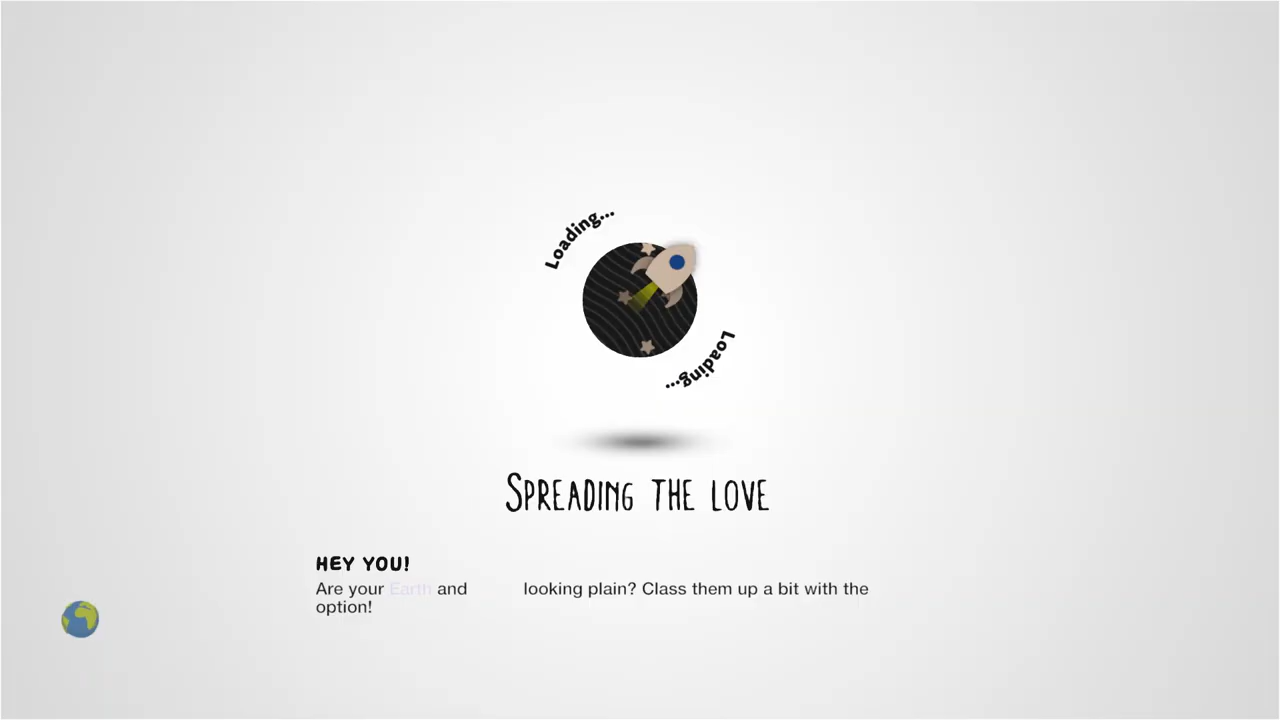 Loading...
Loading...
Spreading the love
HEY YOU!
Are your Earth and looking plain? Class them up a bit with the
option!